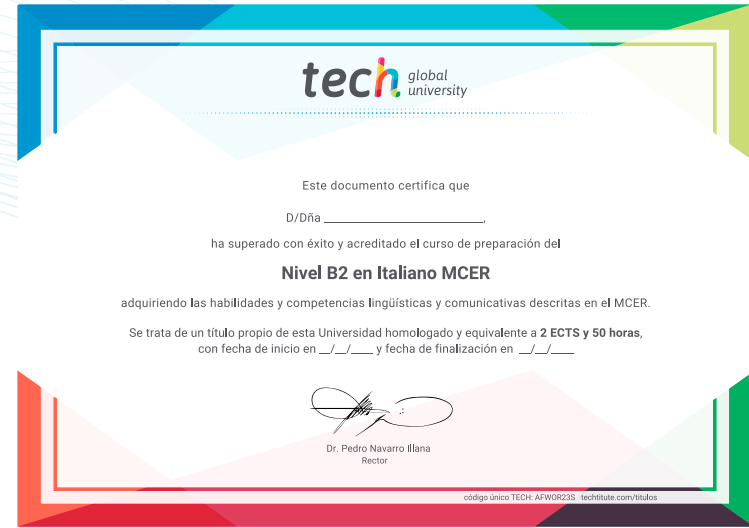 tech global
university
Este documento certifica que
D/Dña ________________________,
ha superado con éxito y acreditado el curso de preparación del
Nivel B2 en Italiano MCER
adquiriendo las habilidades y competencias lingüísticas y comunicativas descritas en el MCER.
Se trata de un título propio de esta Universidad homologado y equivalente a 2 ECTS y 50 horas,
con fecha de inicio en __/__/____ y fecha de finalización en __/__/____
Dr. Pedro Navarro Illana
Rector
código único TECH: AFWOR23S techtitute.com/titulos